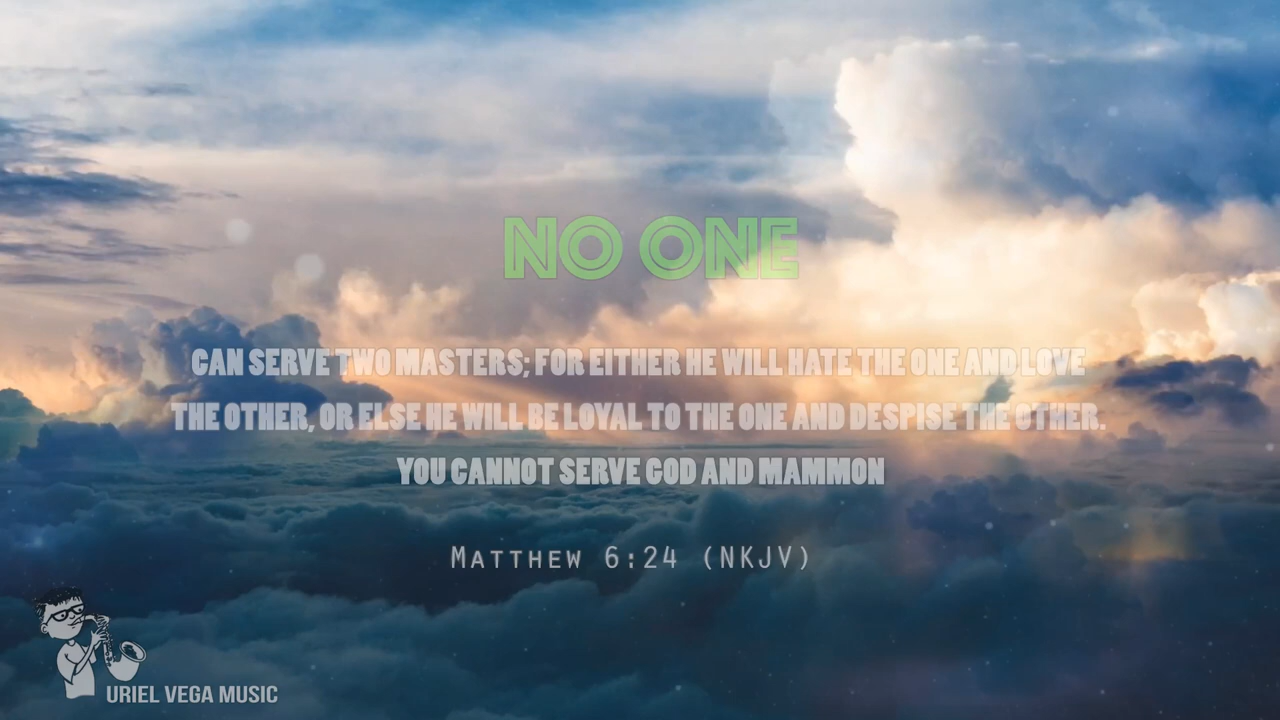 NO ONE
CAN SERVE TWO MASTERS; FOR EITHER HE WILL HATE THE ONE AND LOVE
THE OTHER, OR ELSE HE WILL BE LOYAL TO THE ONE AND DESPISE THE OTHER.
YOU CANNOT SERVE GOD AND MAMMON
MATTHEW 6:24 (NKJV)
URIEL VEGA MUSIC